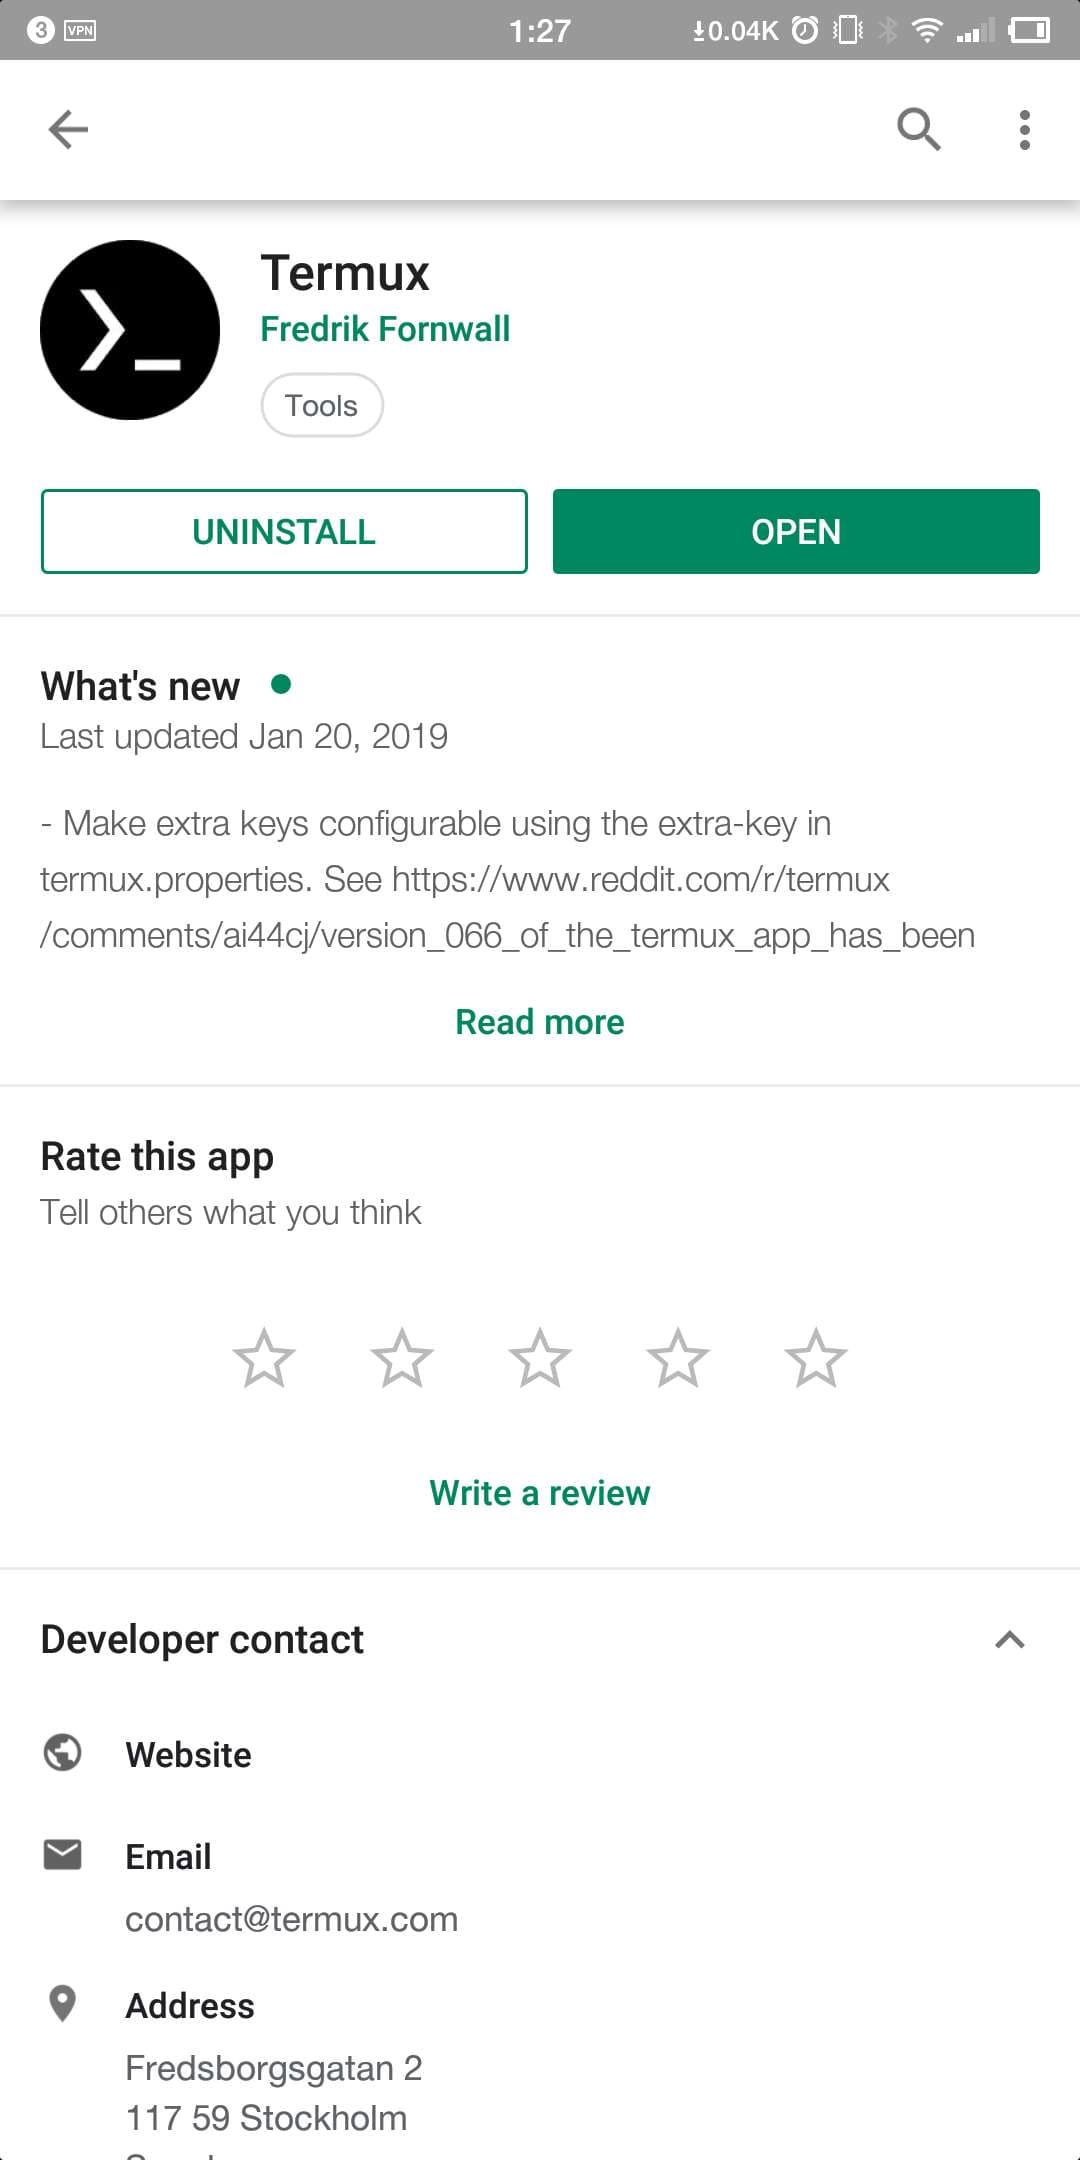 3 VPN 1:27 0.04K
Termux
Fredrik Fornwall
Tools
UNINSTALL OPEN
What's new
Last updated Jan 20, 2019
- Make extra keys configurable using the extra-key in
termux.properties. See https://www.reddit.com/r/termux
/comments/ai44cj/version_066_of_the_termux_app_has_been
Read more
Rate this app
Tell others what you think
Write a review
Developer contact
Website
Email
contact@termux.com
Address
Fredsborgsgatan 2
117 59 Stockholm